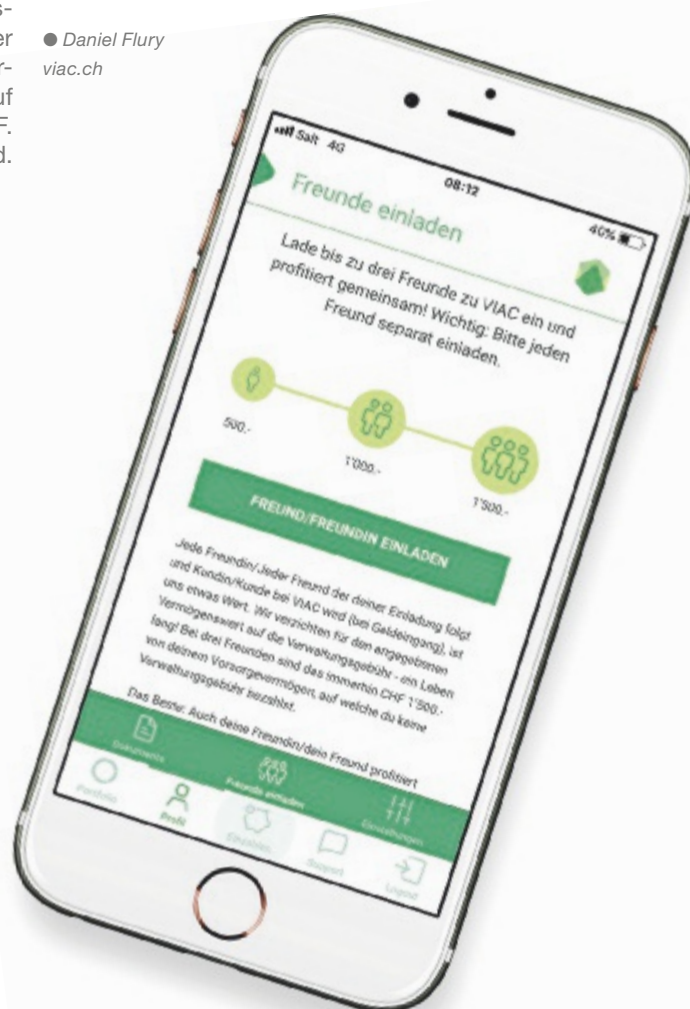 s-
er
r-
uf
F.
d.
● Daniel Flury
viac.ch
Salt 4G
08:12
40%
Freunde einladen
Lade bis zu drei Freunde zu VIAC ein und
profitiert gemeinsam! Wichtig: Bitte jeden
Freund separat einladen.
500.-
1'000.-
1'500.-
FREUND/FREUNDIN EINLADEN
Jede Freundin/Jeder Freund der deiner Einladung folgt
und Kundin/Kunde bei VIAC wird (bei Geldeingang), ist
uns etwas Wert. Wir verzichten für den angegebenen
Vermögenswert auf die Verwaltungsgebühr - ein Leben
lang! Bei drei Freunden sind das immerhin CHF 1'500.-
von deinem Vorsorgevermögen, auf welche du keine
Verwaltungsgebühr bezahlst.
Das Beste: Auch deine Freundin/dein Freund profitiert
Dokumente
Freunde einladen
Einstellungen
Portfolio
Profil
Einzahlen
Support
Logout